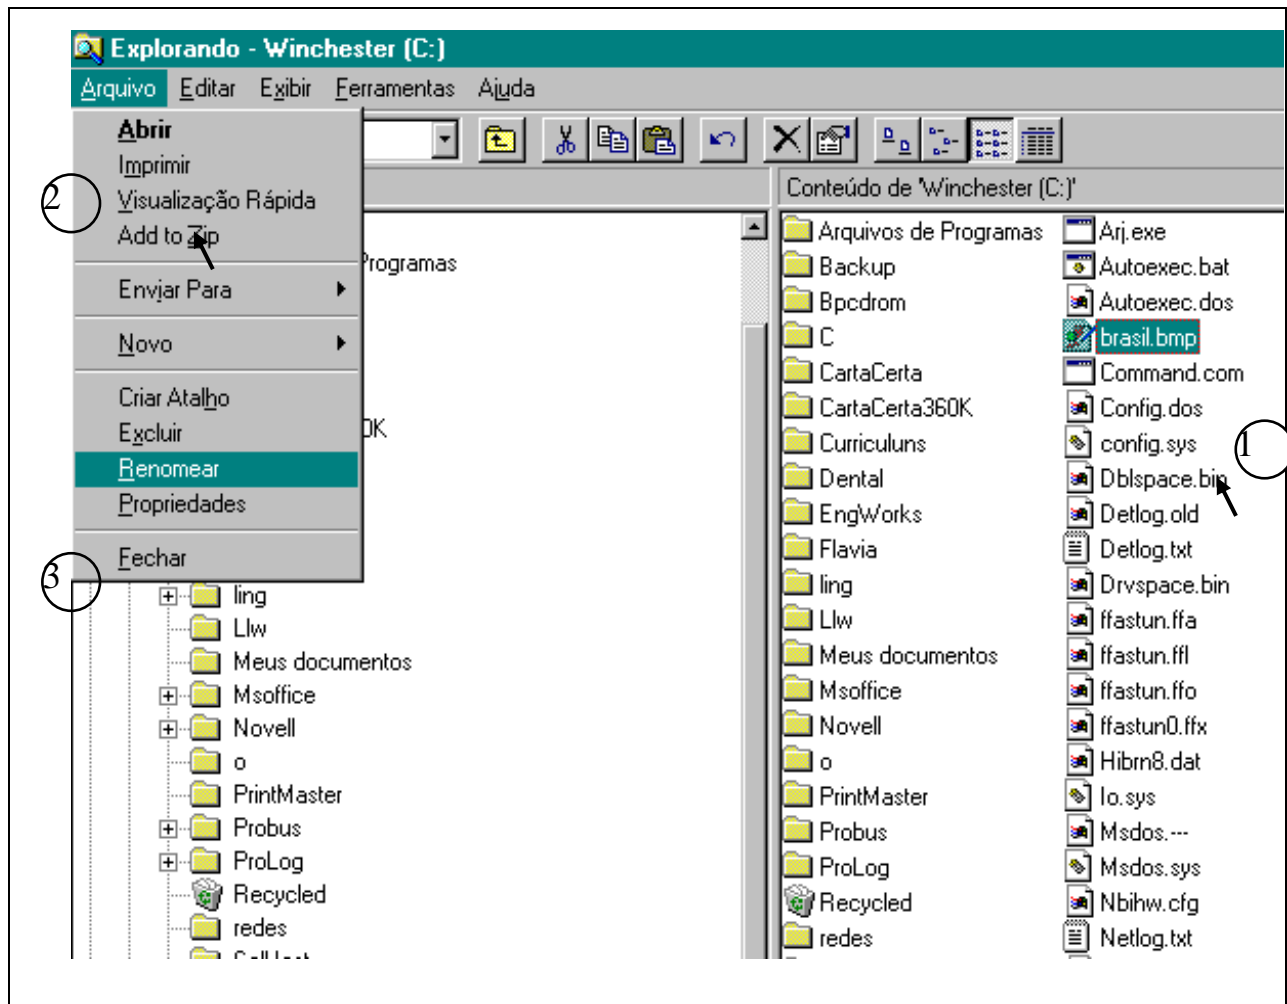 Explorando - Winchester (C:)
Arquivo Editar Exibir Ferramentas Ajuda
Abrir
Imprimir
2
Visualização Rápida
Add to Zip
Enviar Para
Novo
Criar Atalho
Excluir
Renomear
Propriedades
Fechar
3
Programas
0K
ling
Llw
Meus documentos
Msoffice
Novell
o
PrintMaster
Probus
ProLog
Recycled
redes
Conteúdo de 'Winchester (C:)'
Arquivos de Programas
Backup
Bpcdrom
C
CartaCerta
CartaCerta360K
Curriculuns
Dental
EngWorks
Flavia
ling
Llw
Meus documentos
Msoffice
Novell
o
PrintMaster
Probus
ProLog
Recycled
redes
Arj.exe
Autoexec.bat
Autoexec.dos
brasil.bmp
Command.com
Config.dos
config.sys
1
Dblspace.bin
Detlog.old
Detlog.txt
Drvspace.bin
ffastun.ffa
ffastun.ffl
ffastun.ffo
ffastun0.ffx
Hibrn8.dat
Io.sys
Msdos.---
Msdos.sys
Nbihw.cfg
Netlog.txt